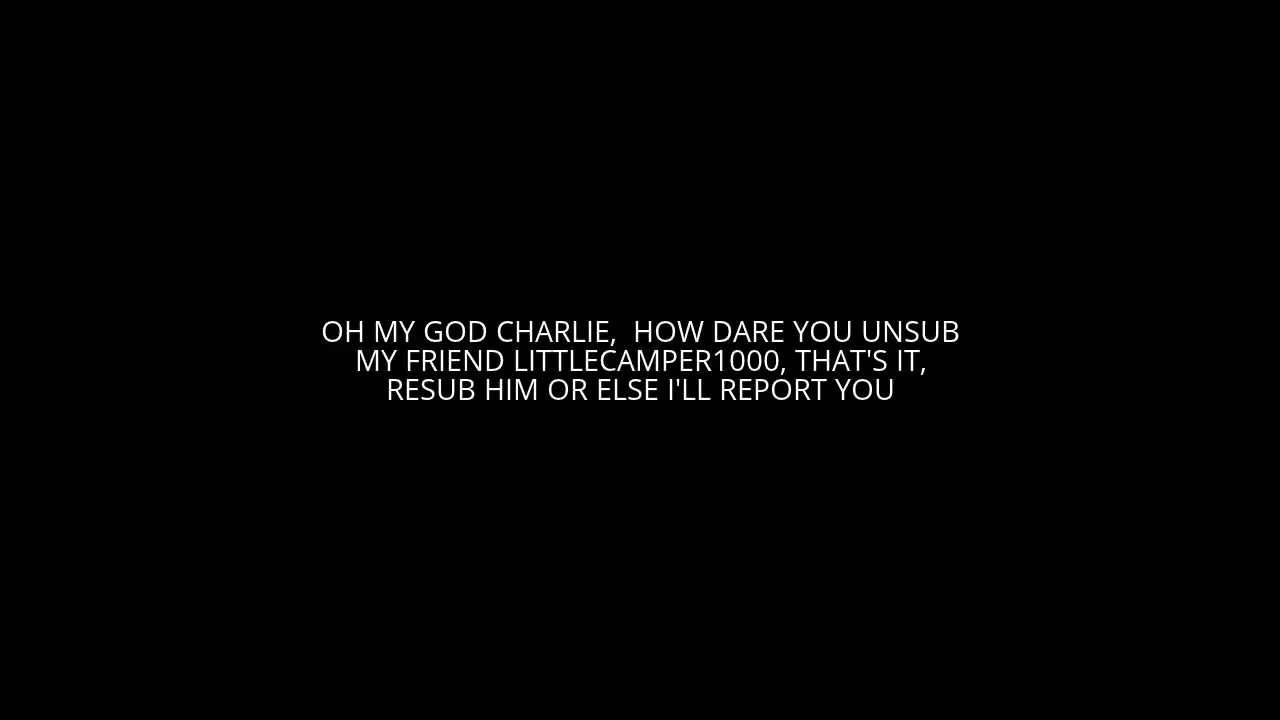 OH MY GOD CHARLIE,  HOW DARE YOU UNSUB
MY FRIEND LITTLECAMPER1000, THAT'S IT,
RESUB HIM OR ELSE I'LL REPORT YOU